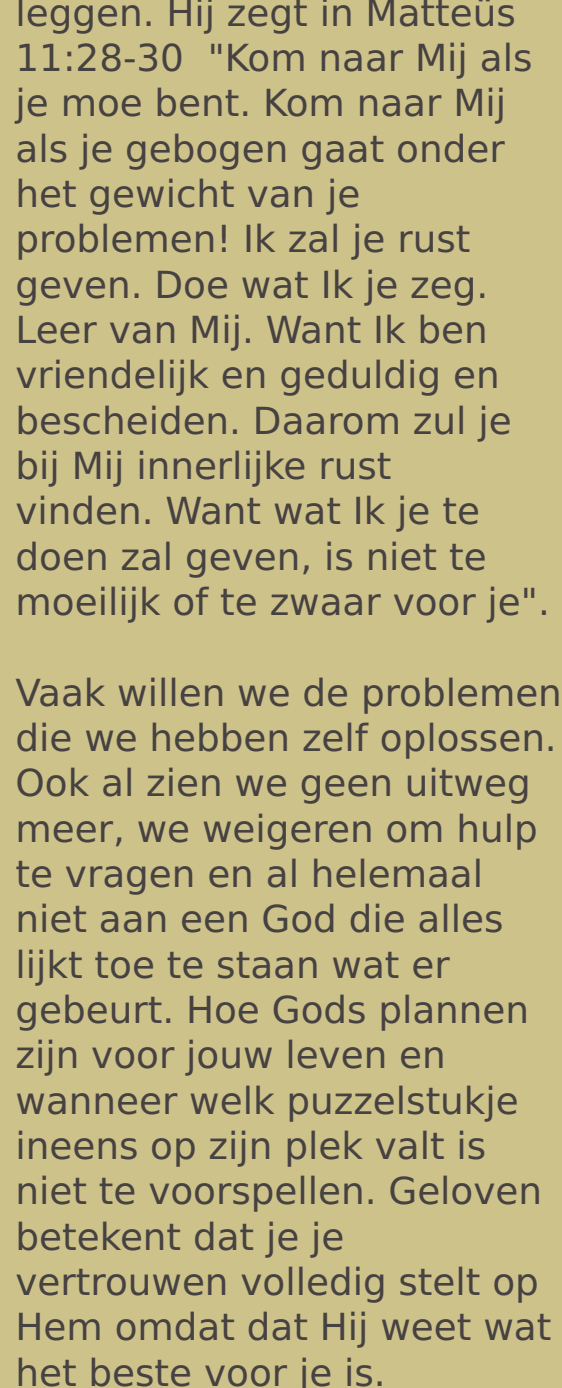 leggen. Hij zegt in Matteüs
11:28-30  "Kom naar Mij als
je moe bent. Kom naar Mij
als je gebogen gaat onder
het gewicht van je
problemen! Ik zal je rust
geven. Doe wat Ik je zeg.
Leer van Mij. Want Ik ben
vriendelijk en geduldig en
bescheiden. Daarom zul je
bij Mij innerlijke rust
vinden. Want wat Ik je te
doen zal geven, is niet te
moeilijk of te zwaar voor je".

Vaak willen we de problemen
die we hebben zelf oplossen.
Ook al zien we geen uitweg
meer, we weigeren om hulp
te vragen en al helemaal
niet aan een God die alles
lijkt toe te staan wat er
gebeurt. Hoe Gods plannen
zijn voor jouw leven en
wanneer welk puzzelstukje
ineens op zijn plek valt is
niet te voorspellen. Geloven
betekent dat je je
vertrouwen volledig stelt op
Hem omdat dat Hij weet wat
het beste voor je is.